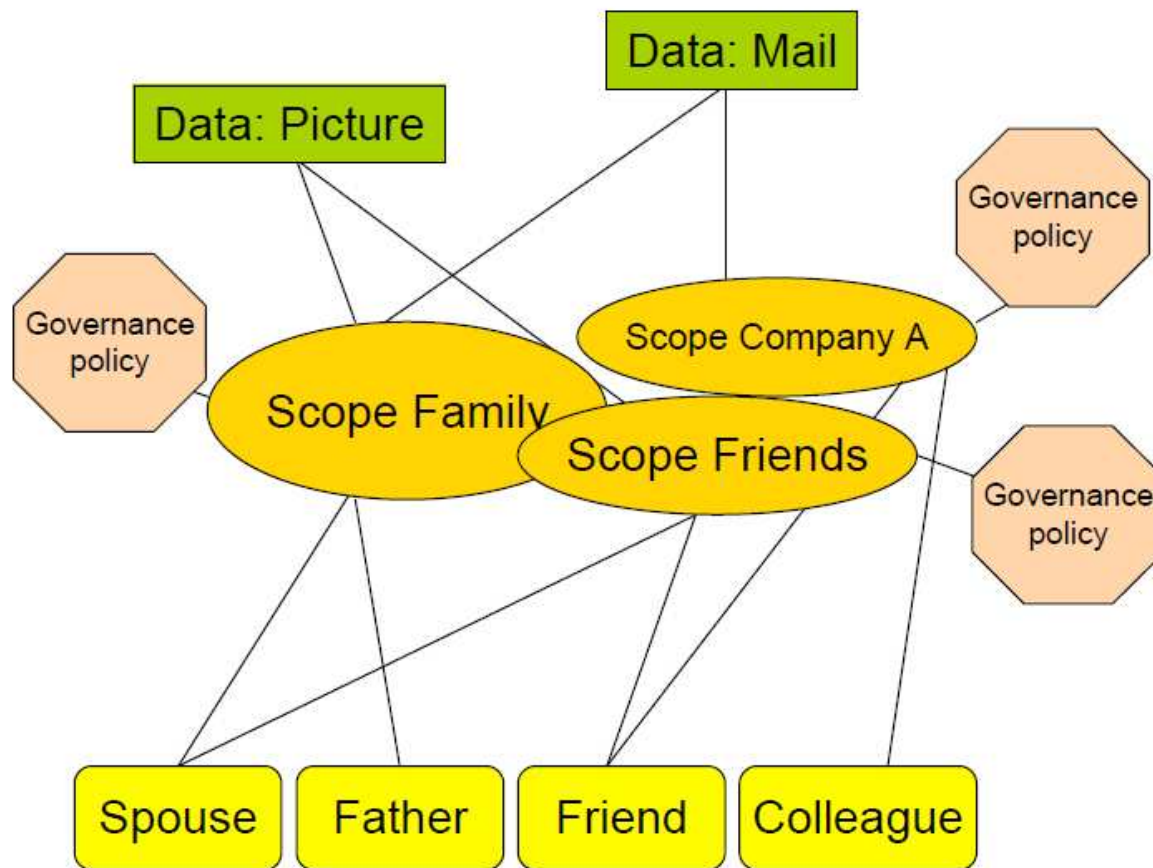 Data: Mail
Data: Picture
Governance
policy
Governance
policy
Scope Company A
Scope Family
Scope Friends
Governance
policy
Spouse
Father
Friend
Colleague